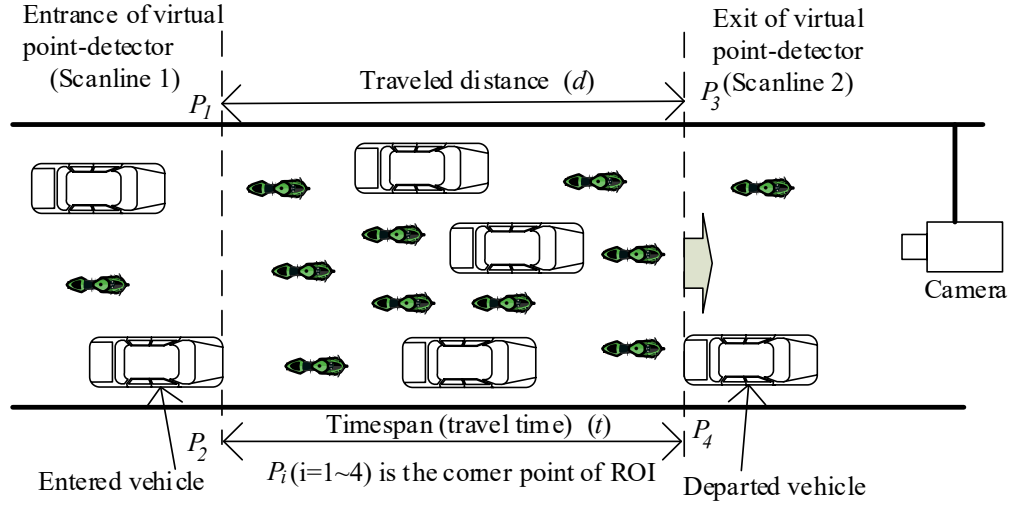 Entrance of virtual
point-detector
(Scanline 1)
Exit of virtual
point-detector
(Scanline 2)
Traveled distance (d)
P1
P3
Camera
Timespan (travel time) (t)
P2
P4
Pi (i=1~4) is the corner point of ROI
Entered vehicle
Departed vehicle